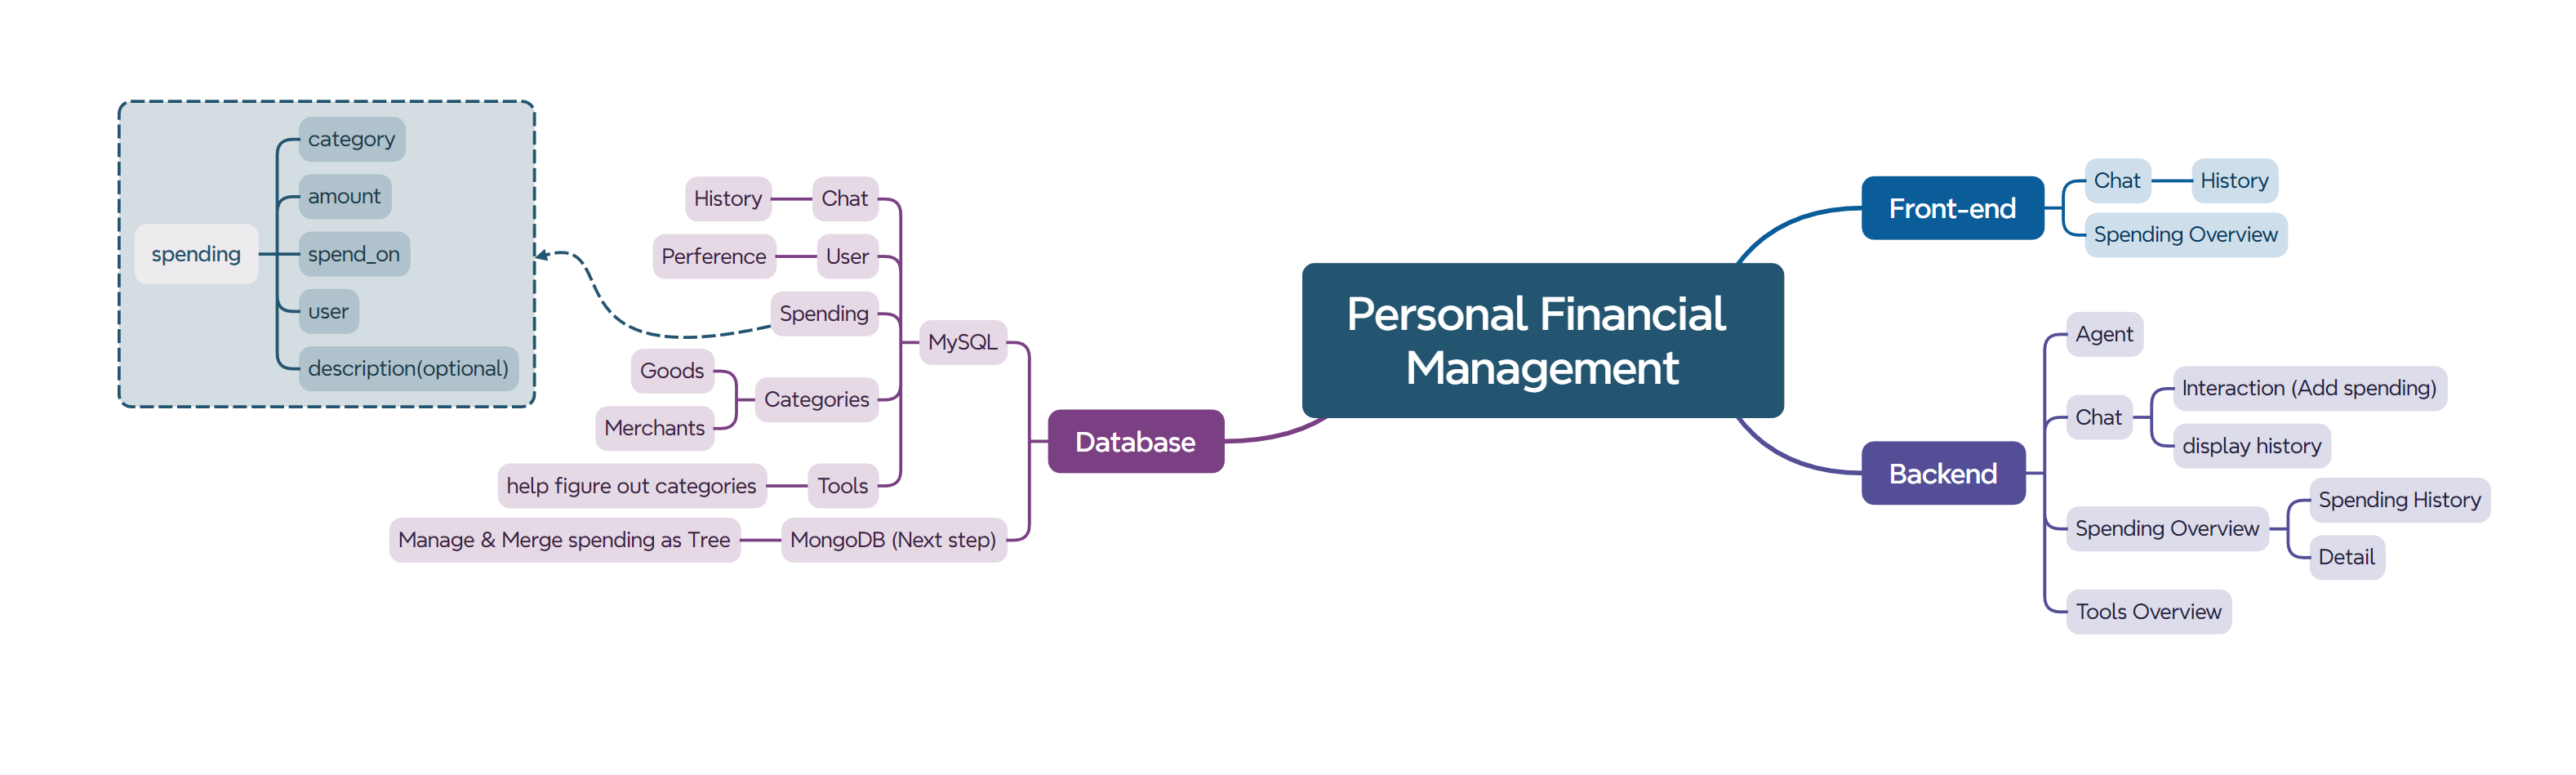 Personal Financial
Management
Front-end
Chat
History
Spending Overview
Backend
Agent
Chat
Interaction (Add spending)
display history
Spending Overview
Spending History
Detail
Tools Overview
Database
MySQL
Chat
History
User
Perference
Spending
Categories
Goods
Merchants
Tools
help figure out categories
MongoDB (Next step)
Manage & Merge spending as Tree
spending
category
amount
spend_on
user
description(optional)